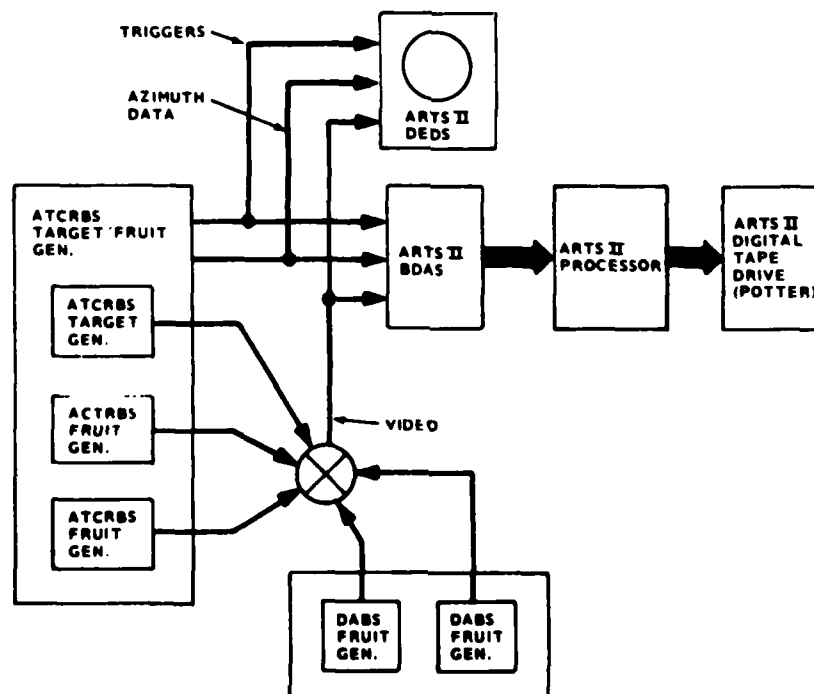 TRIGGERS
AZIMUTH
DATA
ARTS II
DEDS
ATCRBS
TARGET 'FRUIT
GEN.
ATCRBS
TARGET
GEN.
ACTRBS
FRUIT
GEN.
ATCRBS
FRUIT
GEN.
ARTS II
BDAS
ARTS II
PROCESSOR
ARTS II
DIGITAL
TAPE
DRIVE
(POTTER)
VIDEO
DABS
FRUIT
GEN.
DABS
FRUIT
GEN.